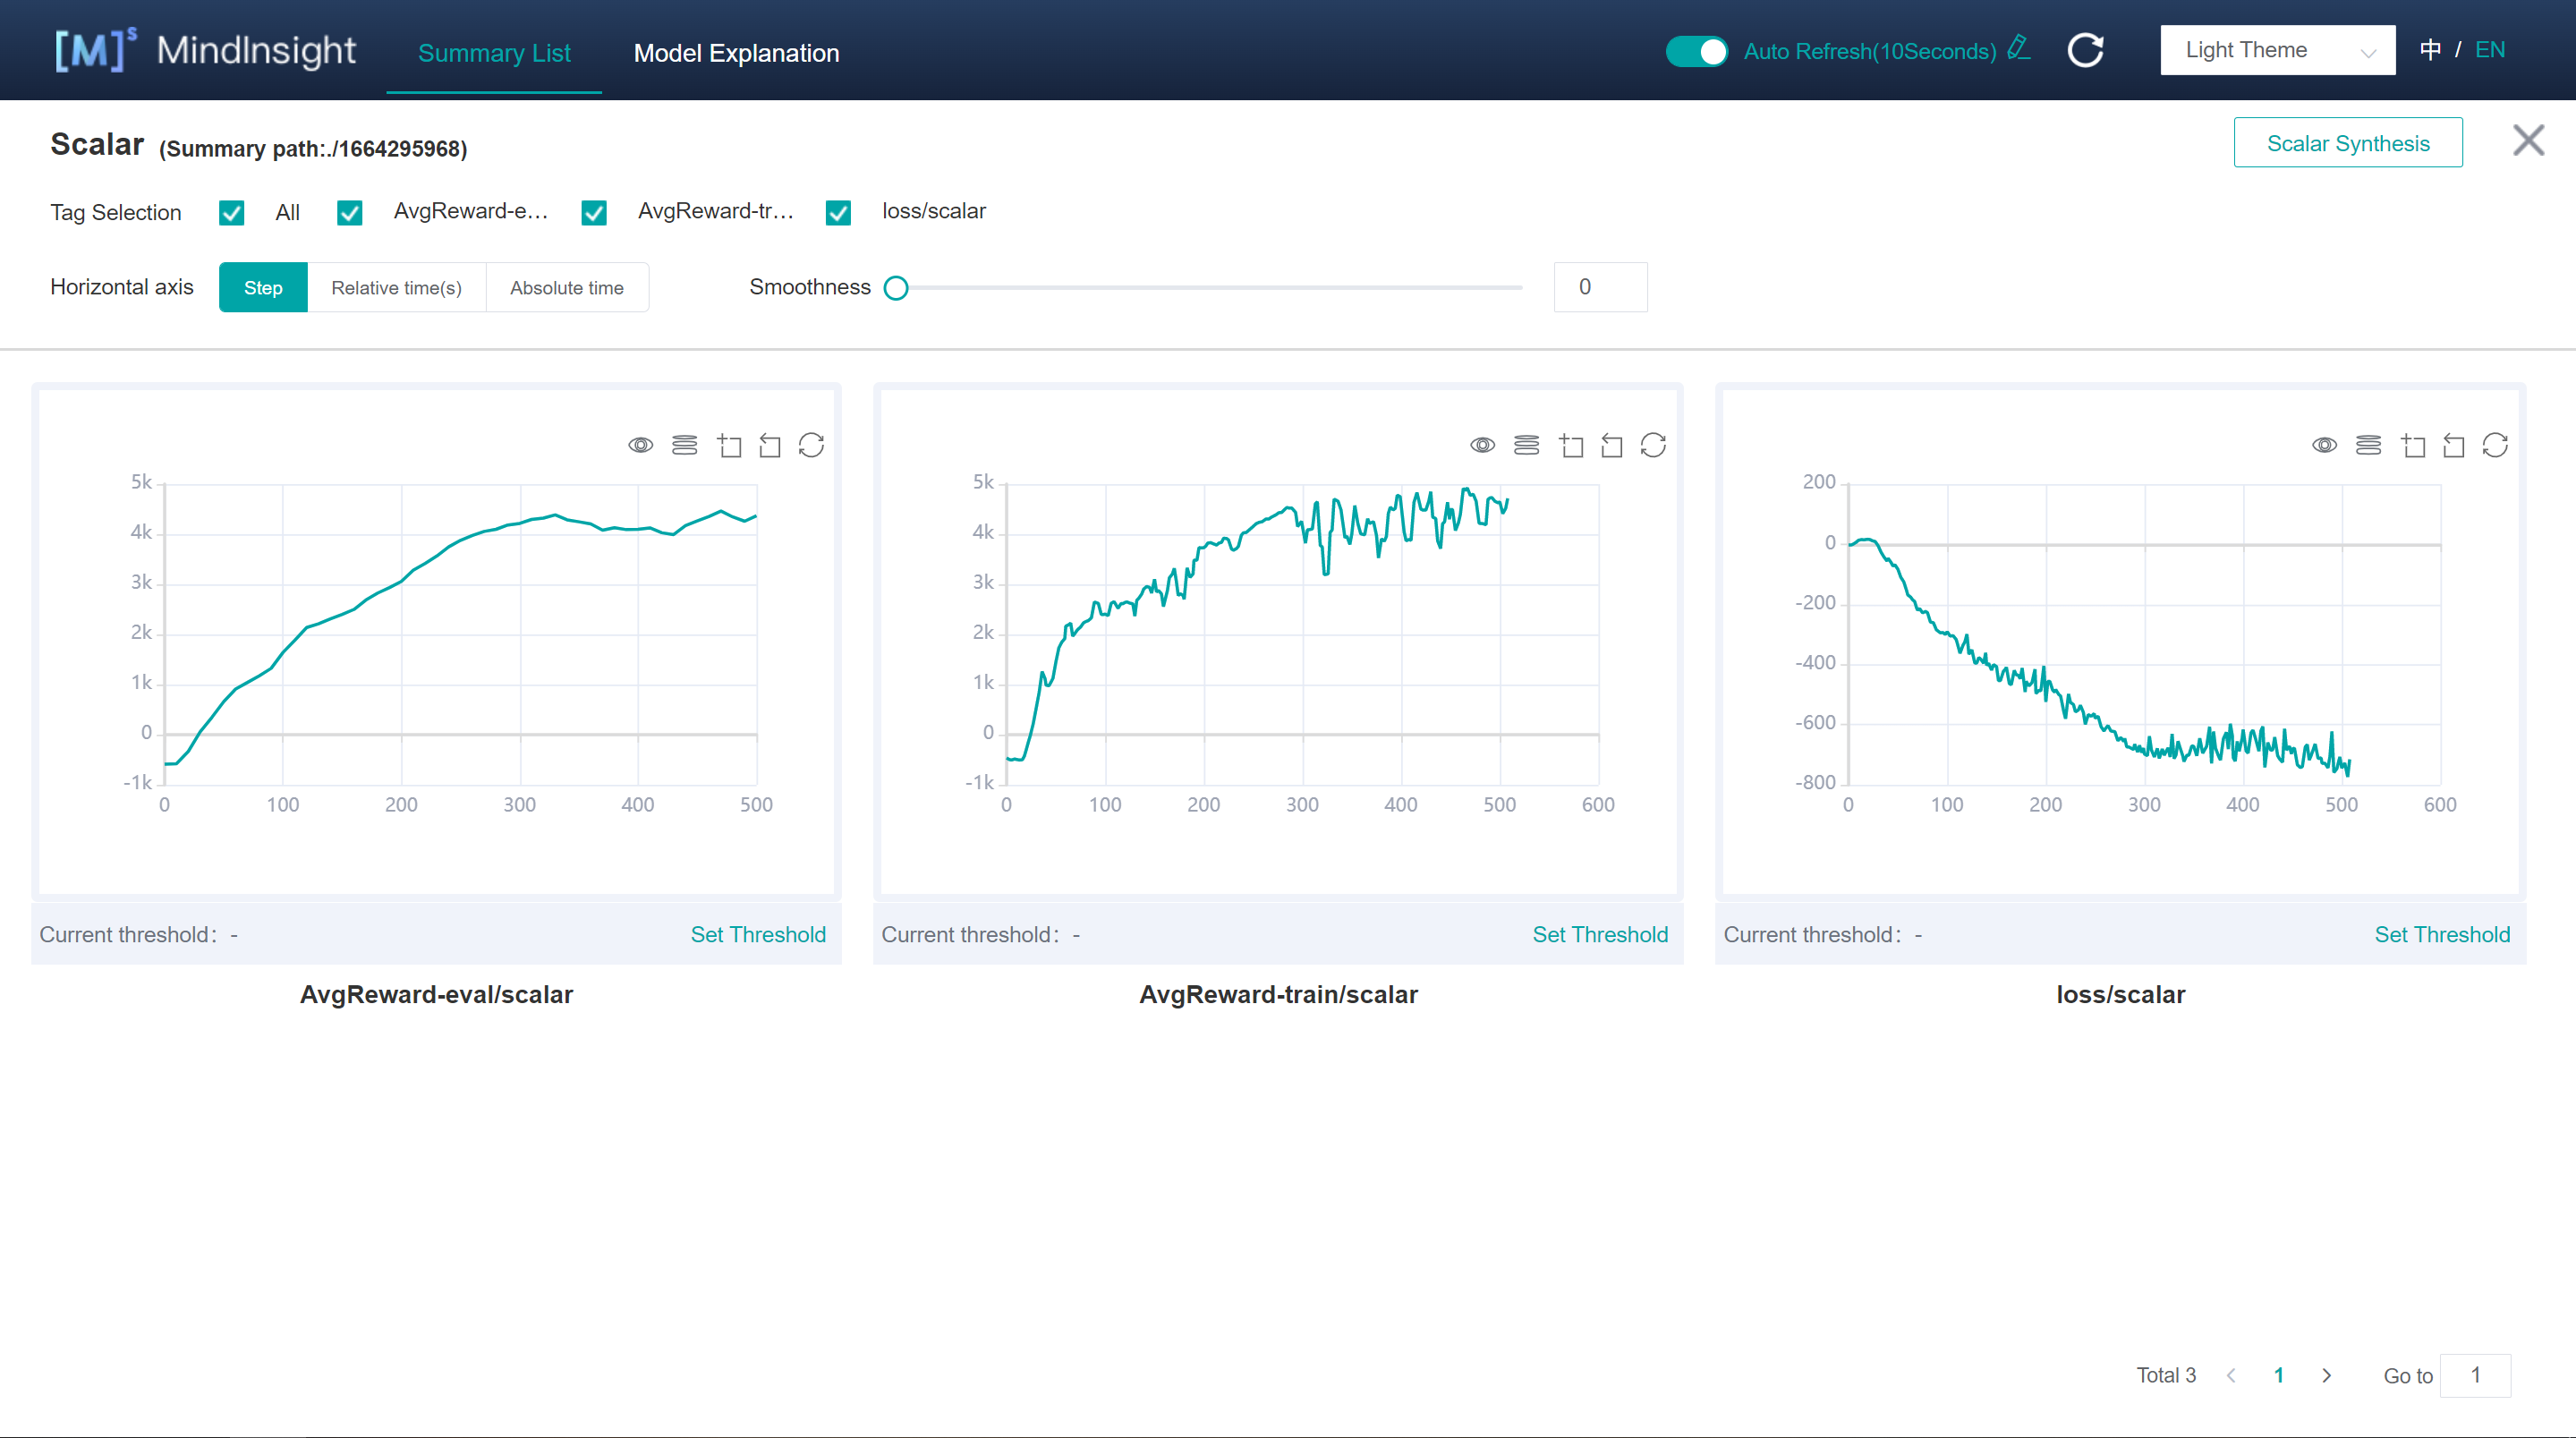 [M]s MindInsight Summary List Model Explanation Auto Refresh(10Seconds) Light Theme 中 / EN
Scalar (Summary path:./1664295968) Scalar Synthesis
Tag Selection All AvgReward-e... AvgReward-tr... loss/scalar
Horizontal axis Step Relative time(s) Absolute time Smoothness 0
5k
4k
3k
2k
1k
0
-1k
0 100 200 300 400 500
Current threshold： - Set Threshold
AvgReward-eval/scalar
5k
4k
3k
2k
1k
0
-1k
0 100 200 300 400 500 600
Current threshold： - Set Threshold
AvgReward-train/scalar
200
0
-200
-400
-600
-800
0 100 200 300 400 500 600
Current threshold： - Set Threshold
loss/scalar
Total 3 < 1 > Go to 1